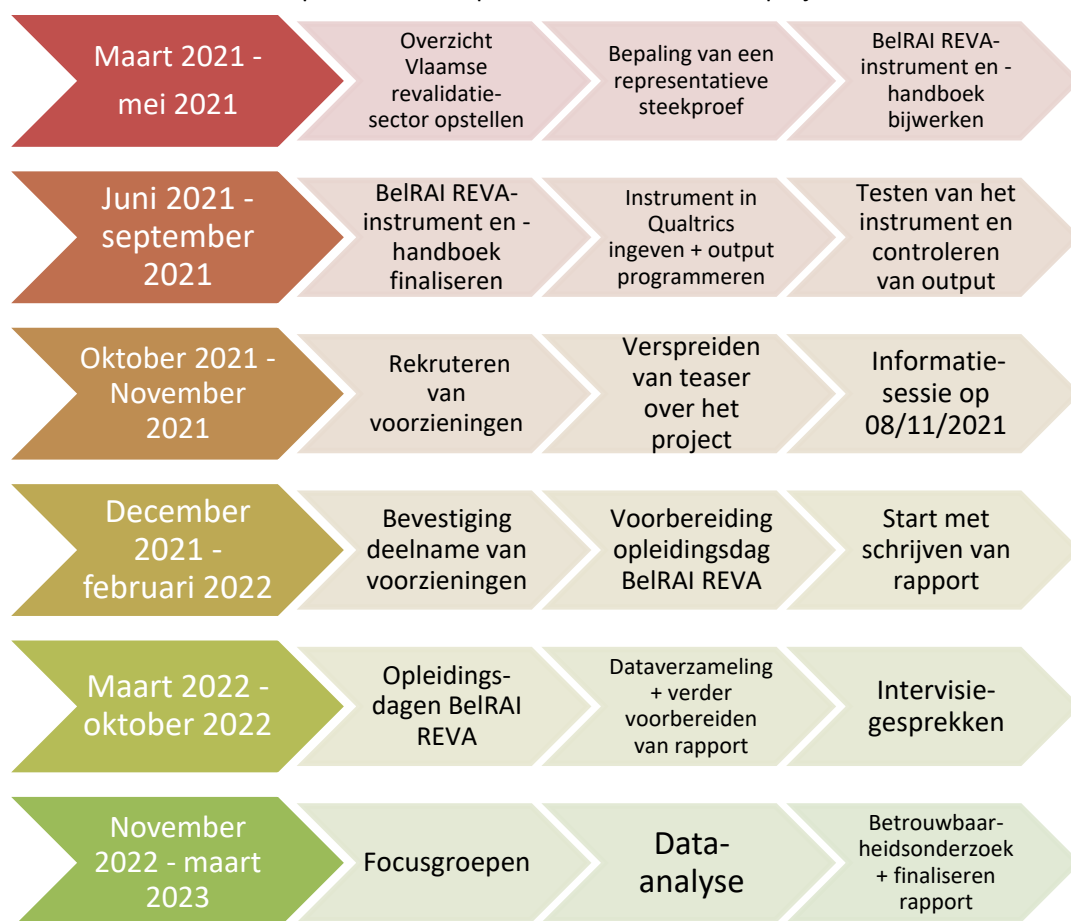 Maart 2021 -
mei 2021
Overzicht
Vlaamse
revalidatie-
sector opstellen
Bepaling van een
representatieve
steekproef
BelRAI REVA-
instrument en -
handboek
bijwerken
Juni 2021 -
september
2021
BelRAI REVA-
instrument en -
handboek
finaliseren
Instrument in
Qualtrics
ingeven + output
programmeren
Testen van het
instrument en
controleren
van output
Oktober 2021 -
November
2021
Rekruteren
van
voorzieningen
Verspreiden
van teaser
over het
project
Informatie-
sessie op
08/11/2021
December
2021 -
februari 2022
Bevestiging
deelname van
voorzieningen
Voorbereiding
opleidingsdag
BelRAI REVA
Start met
schrijven van
rapport
Maart 2022 -
oktober 2022
Opleidings-
dagen BelRAI
REVA
Dataverzameling
+ verder
voorbereiden
van rapport
Intervisie-
gesprekken
November
2022 - maart
2023
Focusgroepen
Data-
analyse
Betrouwbaar-
heidsonderzoek
+ finaliseren
rapport